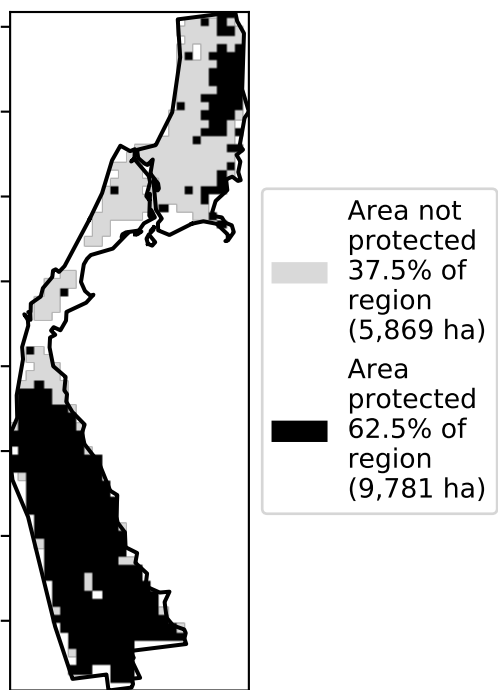 Area not
protected
37.5% of
region
(5,869 ha)
Area
protected
62.5% of
region
(9,781 ha)